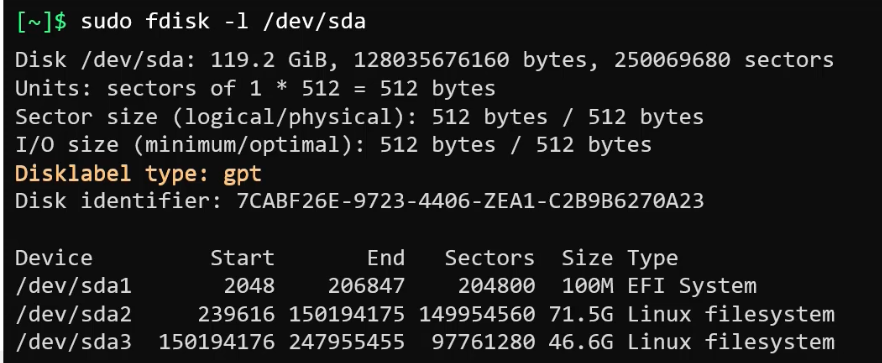 [~]$ sudo fdisk -l /dev/sda
Disk /dev/sda: 119.2 GiB, 128035676160 bytes, 250069680 sectors
Units: sectors of 1 * 512 = 512 bytes
Sector size (logical/physical): 512 bytes / 512 bytes
I/O size (minimum/optimal): 512 bytes / 512 bytes
Disklabel type: gpt
Disk identifier: 7CABF26E-9723-4406-ZEA1-C2B9B6270A23

Device Start End Sectors Size Type
/dev/sda1 2048 206847 204800 100M EFI System
/dev/sda2 239616 150194175 149954560 71.5G Linux filesystem
/dev/sda3 150194176 247955455 97761280 46.6G Linux filesystem